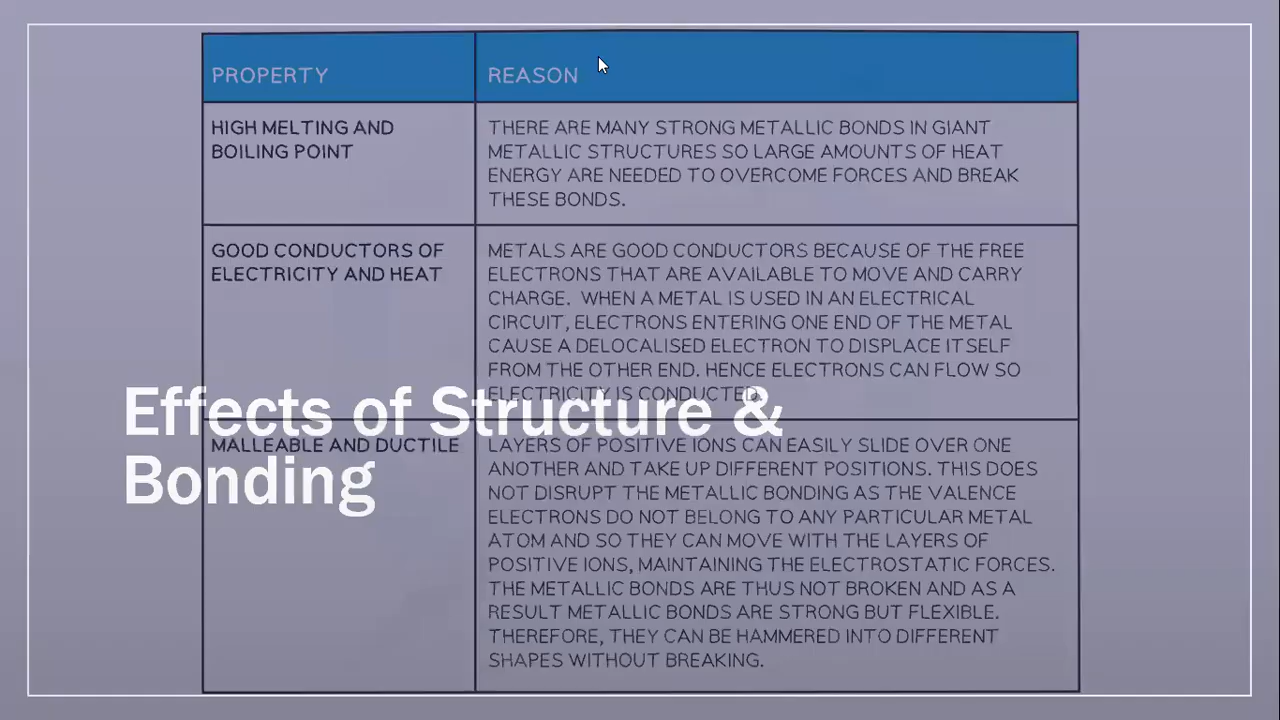 PROPERTY
REASON
HIGH MELTING AND
BOILING POINT
THERE ARE MANY STRONG METALLIC BONDS IN GIANT
METALLIC STRUCTURES SO LARGE AMOUNTS OF HEAT
ENERGY ARE NEEDED TO OVERCOME FORCES AND BREAK
THESE BONDS.
GOOD CONDUCTORS OF
ELECTRICITY AND HEAT
METALS ARE GOOD CONDUCTORS BECAUSE OF THE FREE
ELECTRONS THAT ARE AVAILABLE TO MOVE AND CARRY
CHARGE. WHEN A METAL IS USED IN AN ELECTRICAL
CIRCUIT, ELECTRONS ENTERING ONE END OF THE METAL
CAUSE A DELOCALISED ELECTRON TO DISPLACE ITSELF
FROM THE OTHER END. HENCE ELECTRONS CAN FLOW SO
ELECTRICITY IS CONDUCTED.
Effects of Structure &
Bonding
MALLEABLE AND DUCTILE
LAYERS OF POSITIVE IONS CAN EASILY SLIDE OVER ONE
ANOTHER AND TAKE UP DIFFERENT POSITIONS. THIS DOES
NOT DISRUPT THE METALLIC BONDING AS THE VALENCE
ELECTRONS DO NOT BELONG TO ANY PARTICULAR METAL
ATOM AND SO THEY CAN MOVE WITH THE LAYERS OF
POSITIVE IONS, MAINTAINING THE ELECTROSTATIC FORCES.
THE METALLIC BONDS ARE THUS NOT BROKEN AND AS A
RESULT METALLIC BONDS ARE STRONG BUT FLEXIBLE.
THEREFORE, THEY CAN BE HAMMERED INTO DIFFERENT
SHAPES WITHOUT BREAKING.